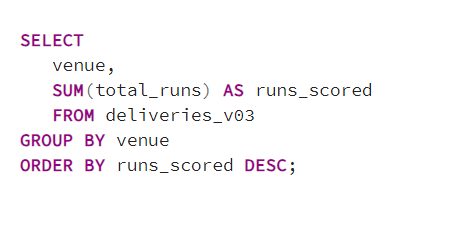 SELECT
   venue,
   SUM(total_runs) AS runs_scored
   FROM deliveries_v03
GROUP BY venue
ORDER BY runs_scored DESC;